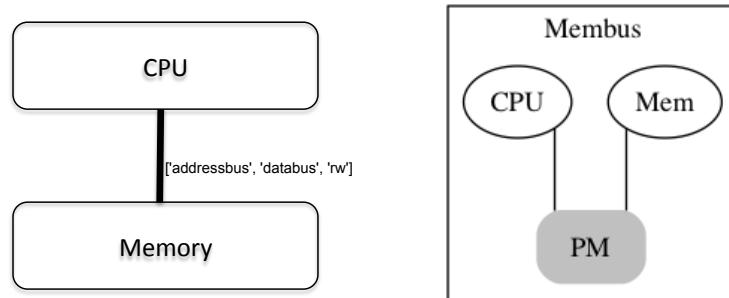 CPU
['addressbus', 'databus', 'rw']
Memory
Membus
CPU
Mem
PM